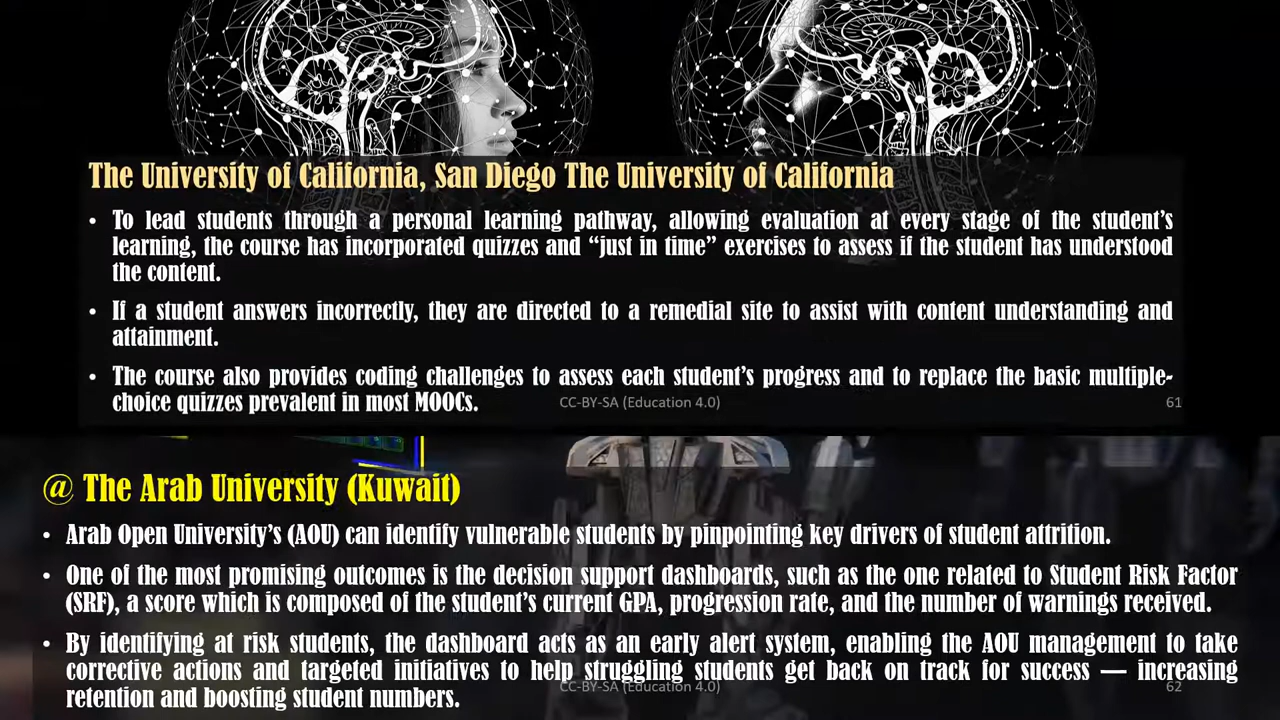 The University of California, San Diego The University of California
• To lead students through a personal learning pathway, allowing evaluation at every stage of the student's
learning, the course has incorporated quizzes and “just in time” exercises to assess if the student has understood
the content.
• If a student answers incorrectly, they are directed to a remedial site to assist with content understanding and
attainment.
• The course also provides coding challenges to assess each student's progress and to replace the basic multiple-
choice quizzes prevalent in most MOOCs.
CC-BY-SA (Education 4.0) 61
@ The Arab University (Kuwait)
• Arab Open University's (AOU) can identify vulnerable students by pinpointing key drivers of student attrition.
• One of the most promising outcomes is the decision support dashboards, such as the one related to Student Risk Factor
(SRF), a score which is composed of the student's current GPA, progression rate, and the number of warnings received.
• By identifying at risk students, the dashboard acts as an early alert system, enabling the AOU management to take
corrective actions and targeted initiatives to help struggling students get back on track for success — increasing
retention and boosting student numbers.
CC-BY-SA (Education 4.0) 62